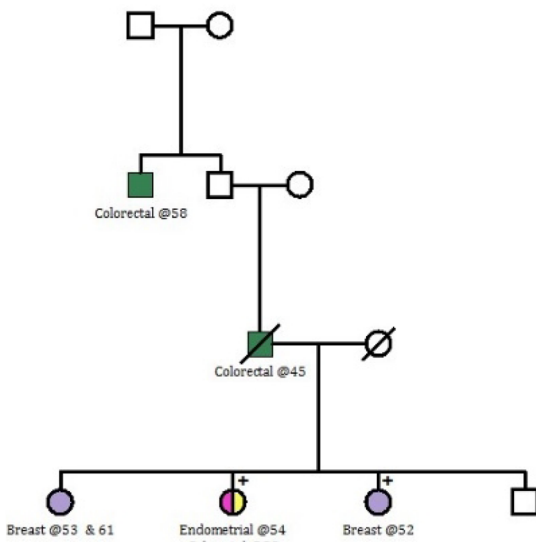 Colorectal @58
Colorectal @45
+
+
Breast @53 & 61
Endometrial @54
Breast @52